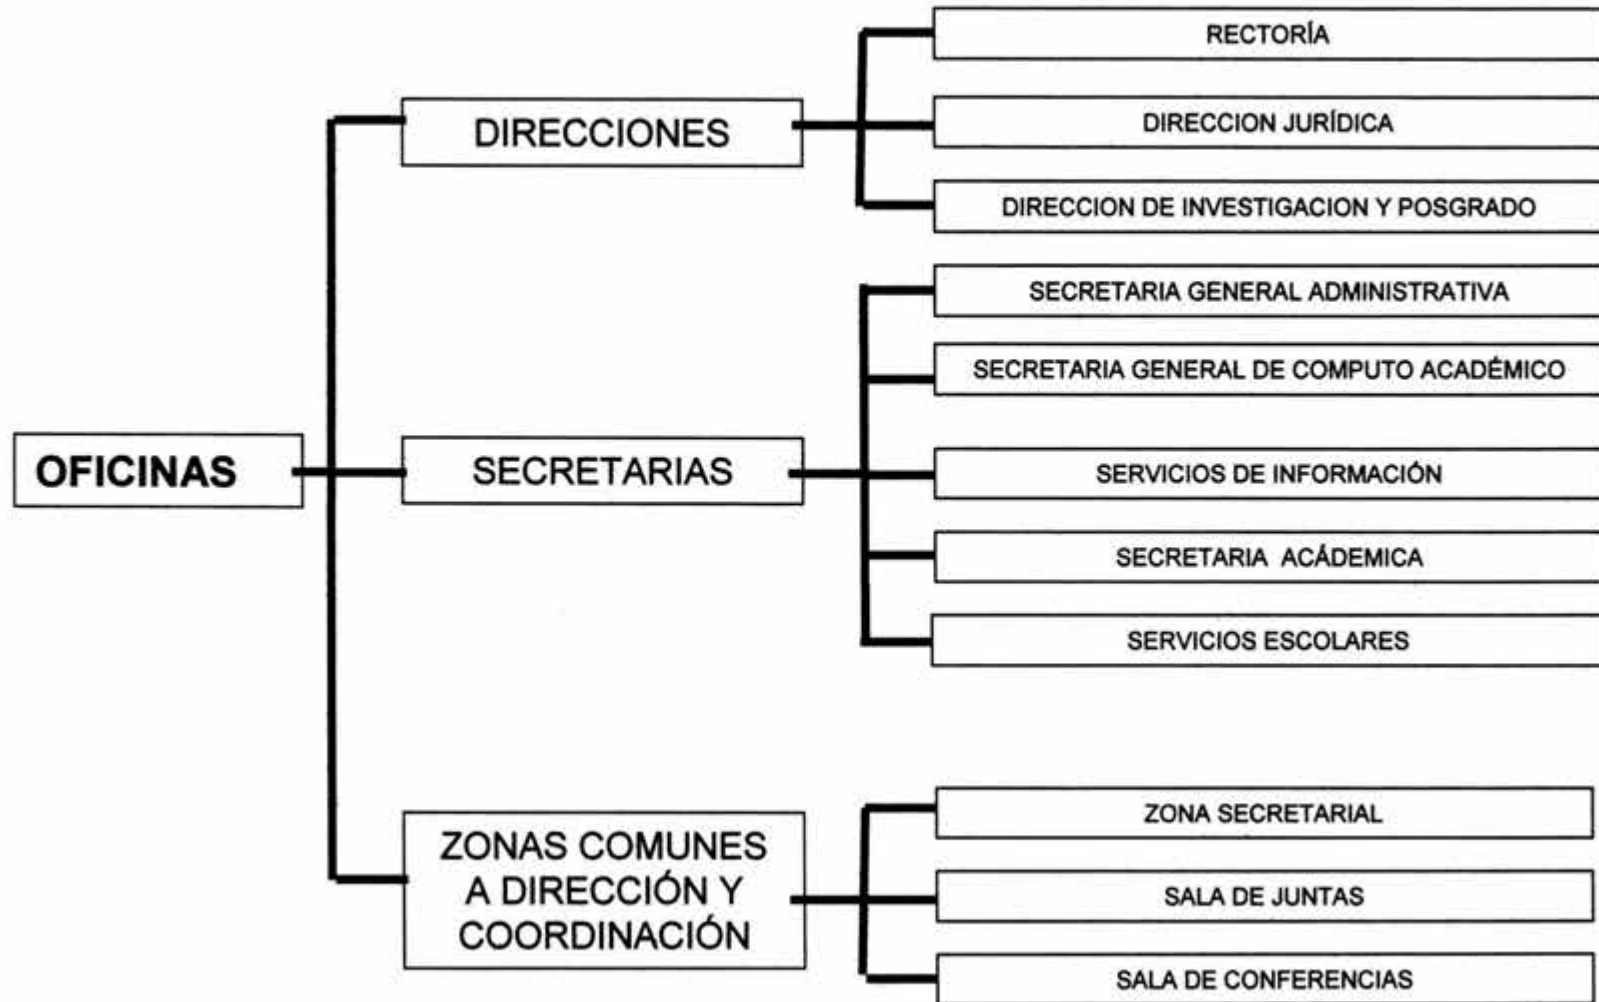 OFICINAS
DIRECCIONES
RECTORÍA
DIRECCION JURÍDICA
DIRECCION DE INVESTIGACION Y POSGRADO
SECRETARIAS
SECRETARIA GENERAL ADMINISTRATIVA
SECRETARIA GENERAL DE COMPUTO ACADÉMICO
SERVICIOS DE INFORMACIÓN
SECRETARIA ACÁDEMICA
SERVICIOS ESCOLARES
ZONAS COMUNES
A DIRECCIÓN Y
COORDINACIÓN
ZONA SECRETARIAL
SALA DE JUNTAS
SALA DE CONFERENCIAS